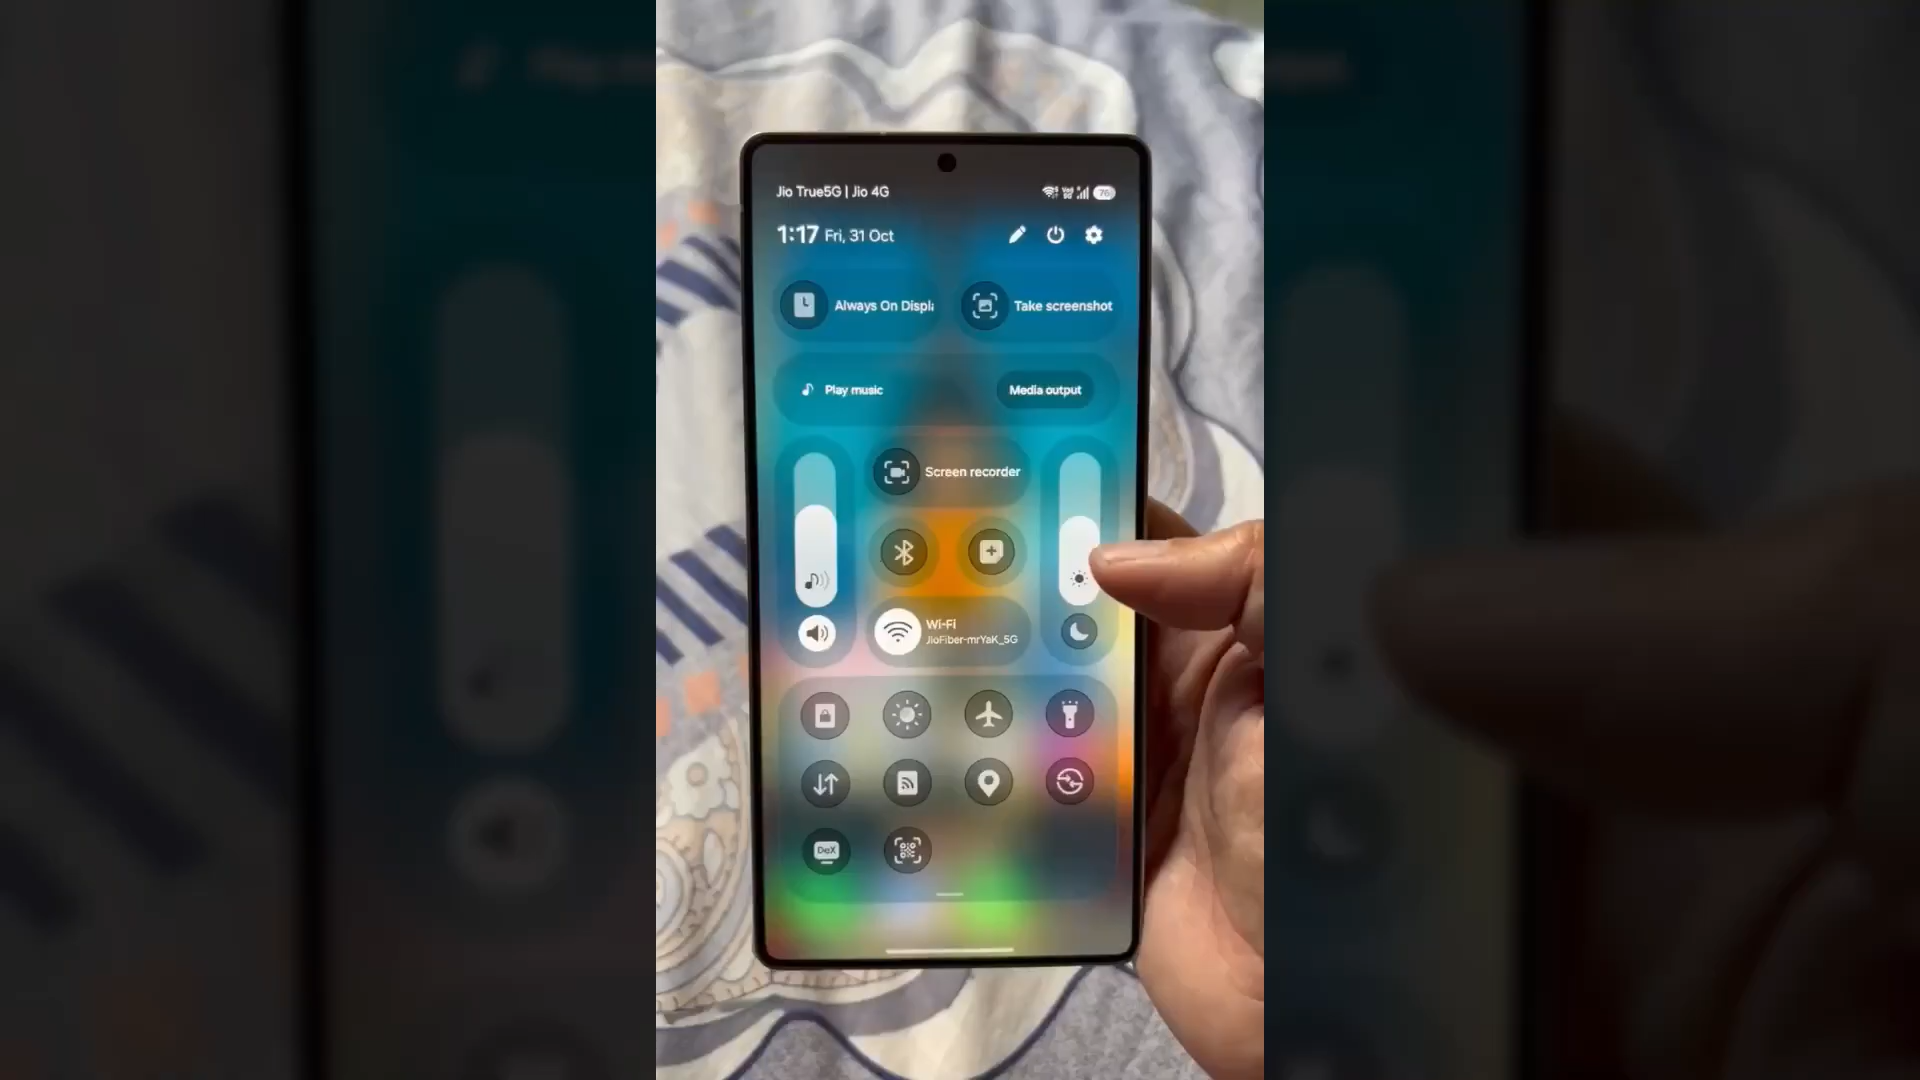 Jio True5G | Jio 4G
76
1:17 Fri, 31 Oct
Always On Displ
Take screenshot
Play music
Media output
Screen recorder
Wi-Fi
JioFiber-mrYaK_5G
DeX